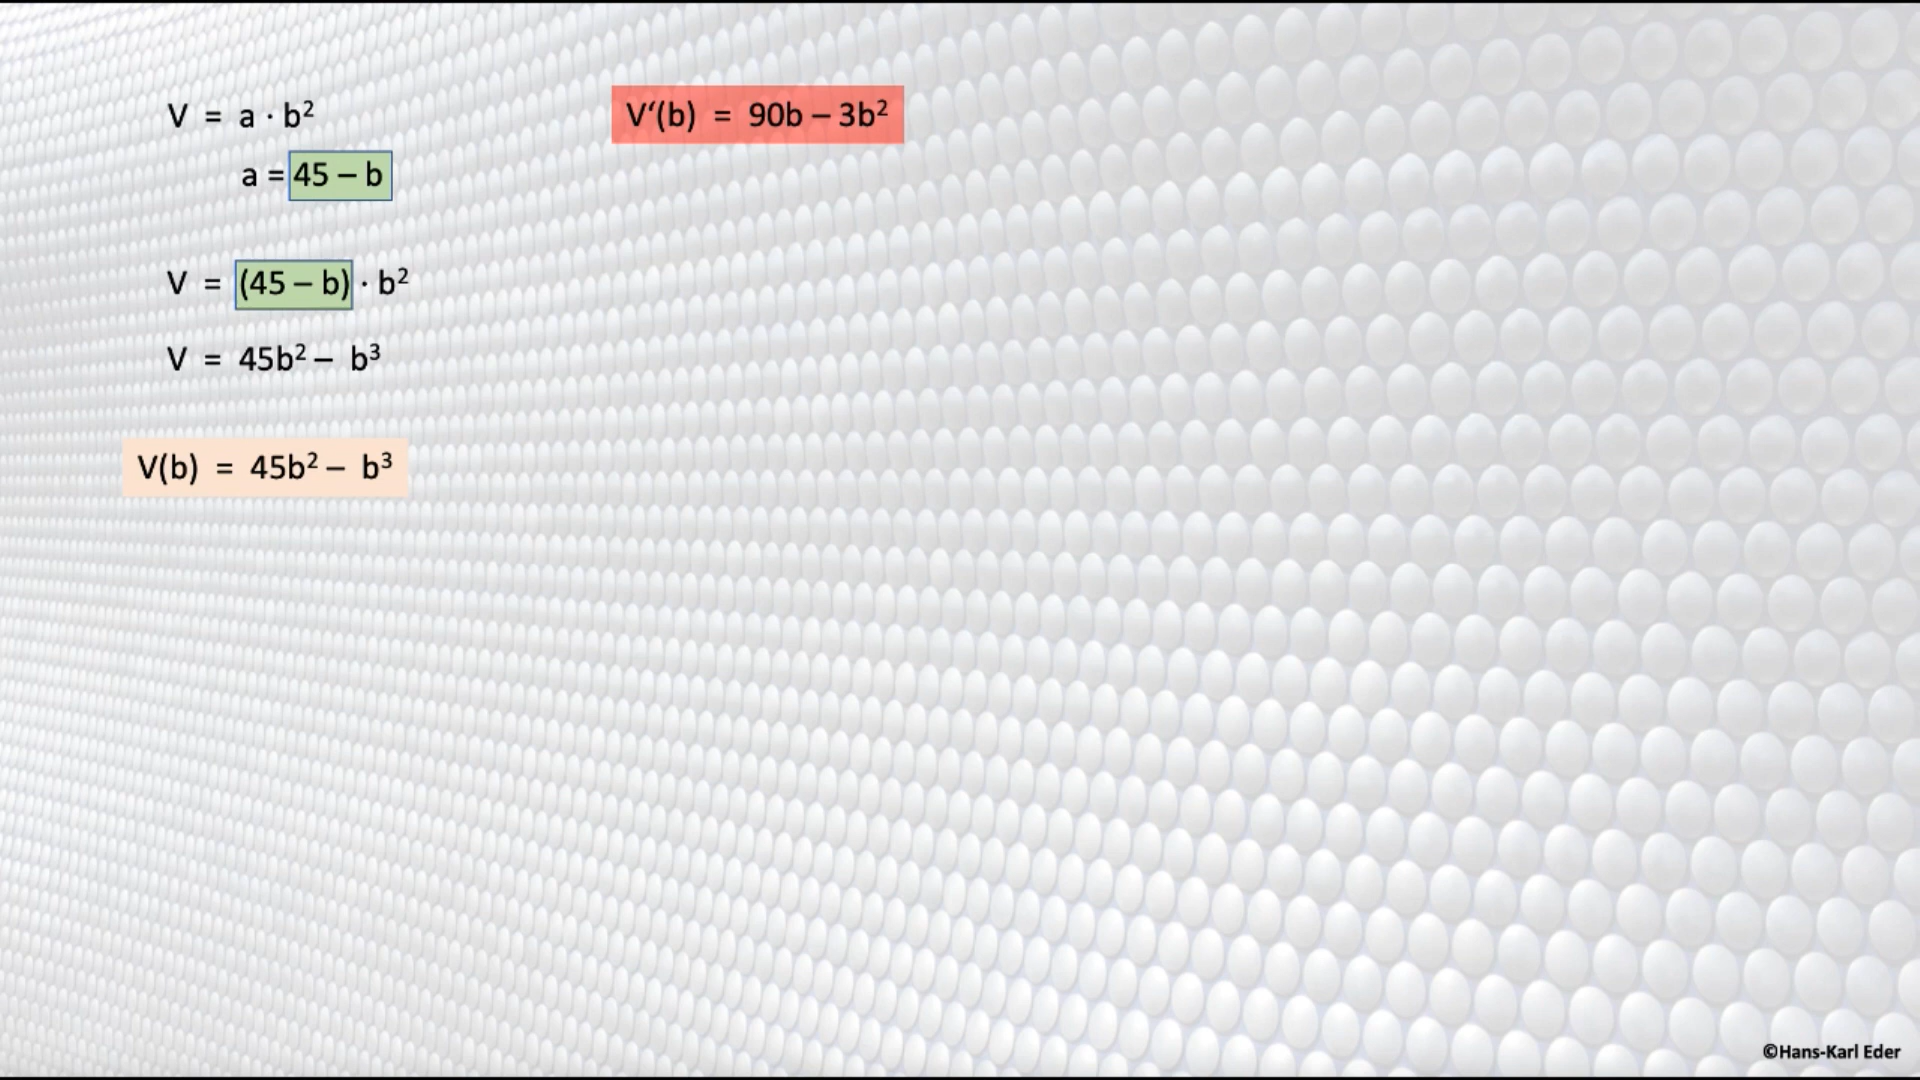 V = a · b²
a = 45 – b
V = (45 – b) · b²
V = 45b² – b³
V(b) = 45b² – b³
V‘(b) = 90b – 3b²
©Hans-Karl Eder